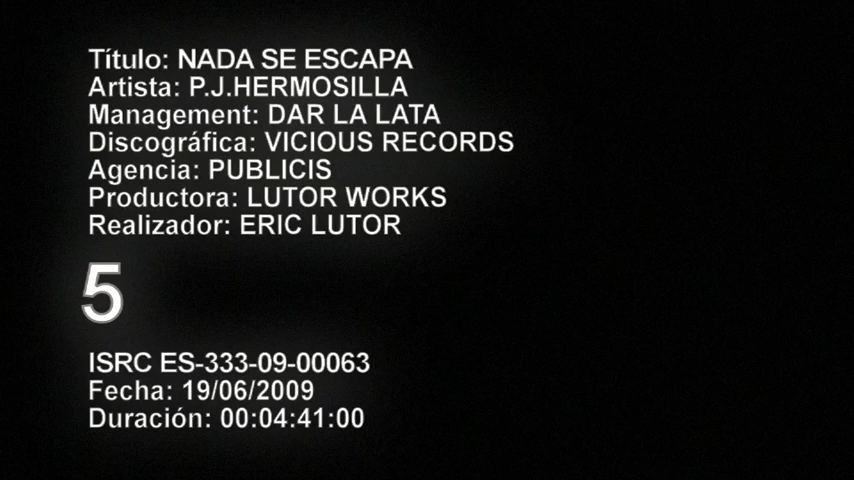 Título: NADA SE ESCAPA
Artista: P.J.HERMOSILLA
Management: DAR LA LATA
Discográfica: VICIOUS RECORDS
Agencia: PUBLICIS
Productora: LUTOR WORKS
Realizador: ERIC LUTOR
5
ISRC ES-333-09-00063
Fecha: 19/06/2009
Duración: 00:04:41:00